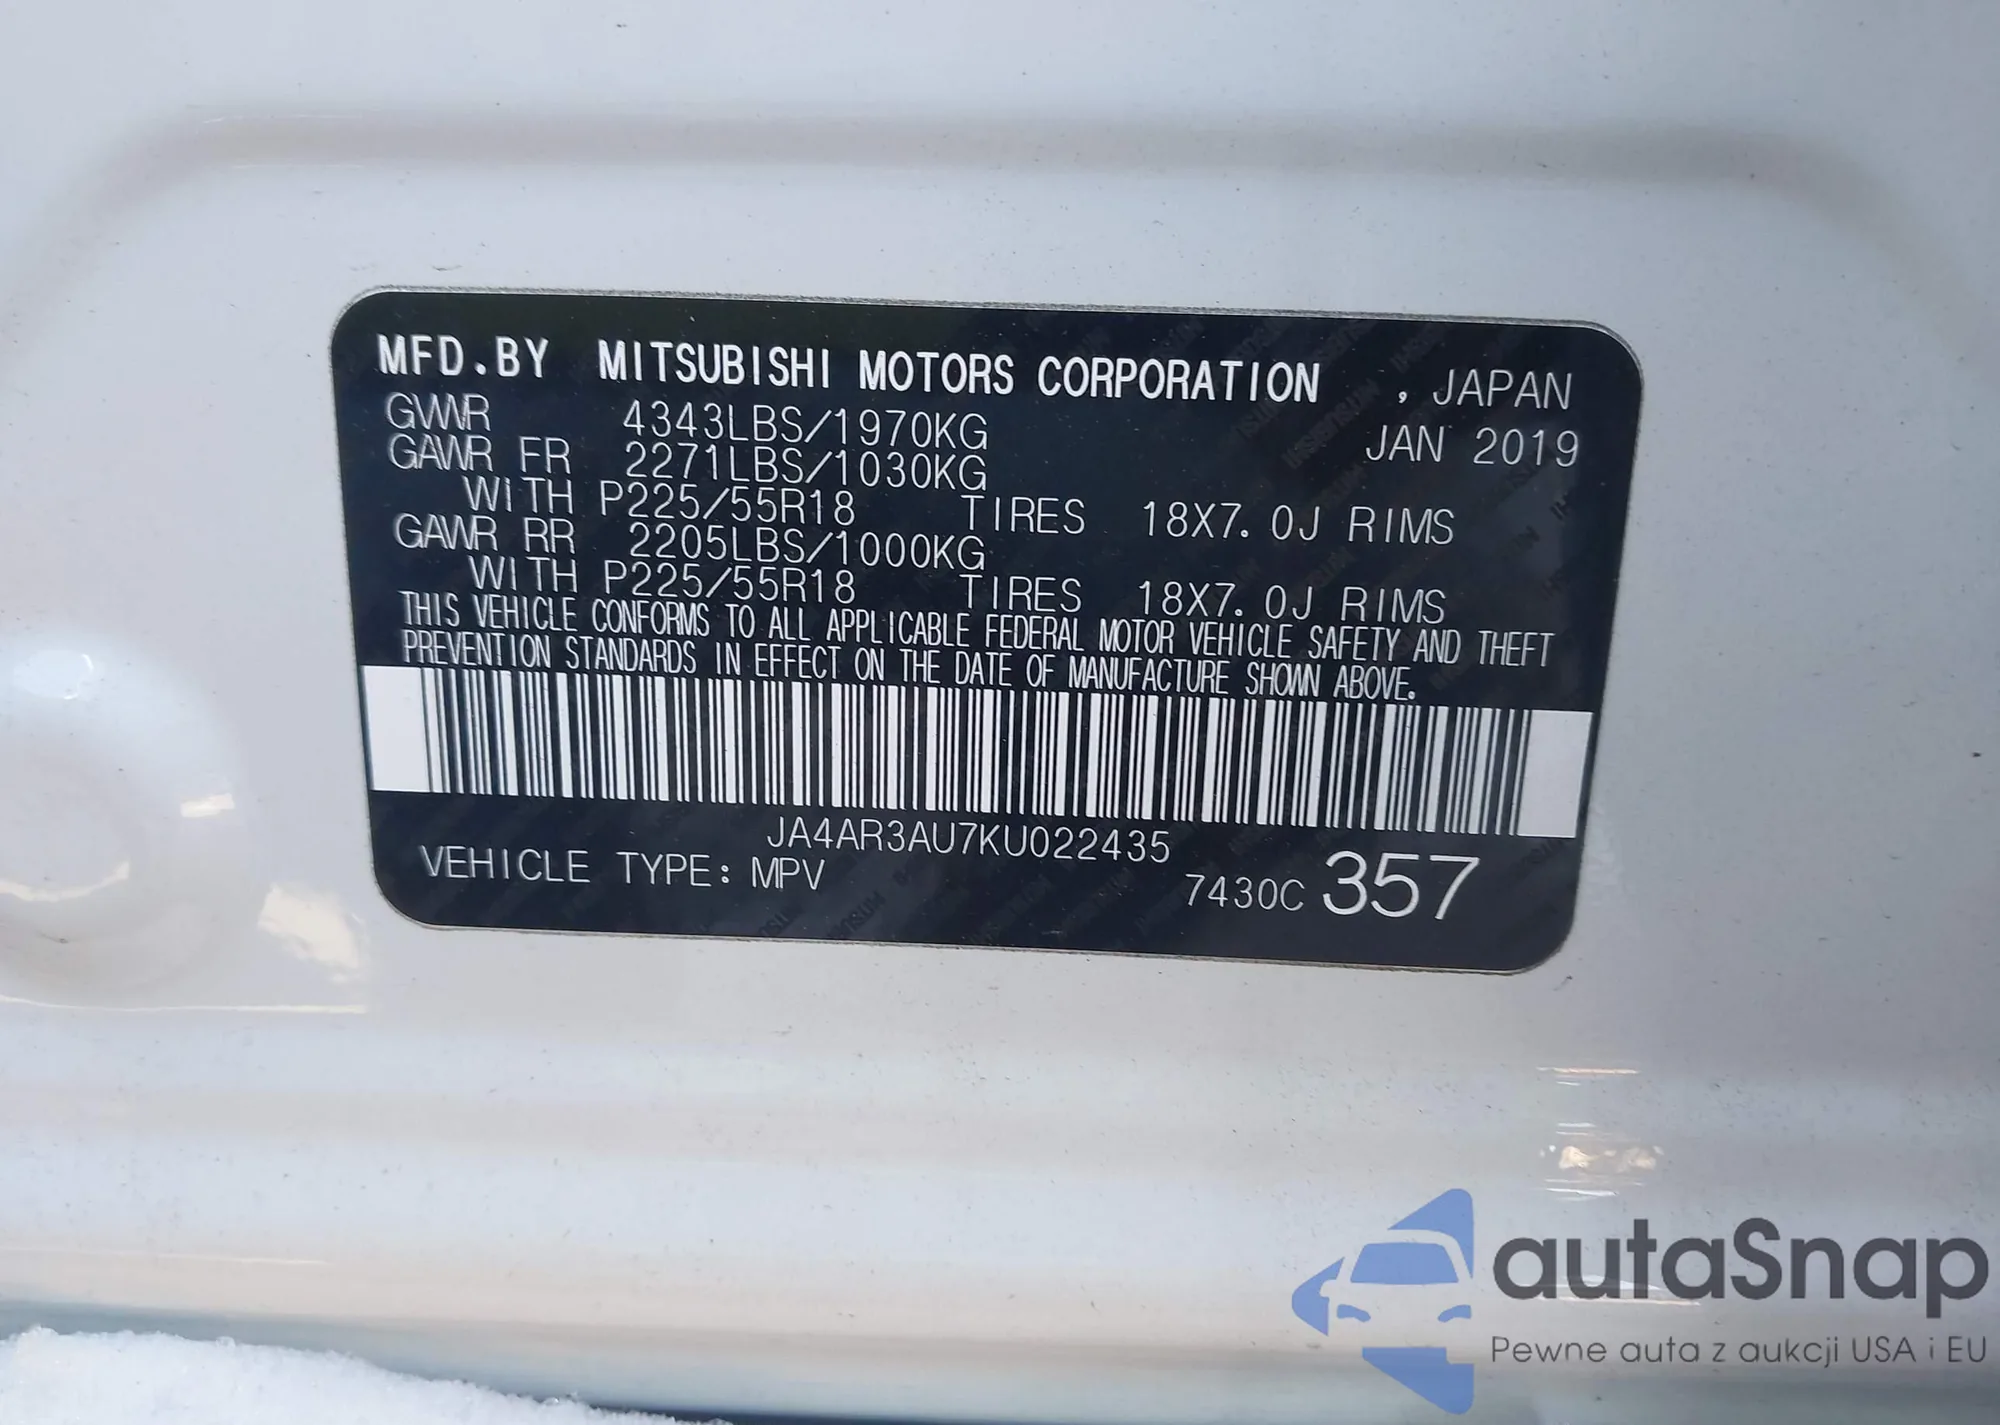 MFD.BY MITSUBISHI MOTORS CORPORATION , JAPAN
GVWR 4343LBS/1970KG JAN 2019
GAWR FR 2271LBS/1030KG
WITH P225/55R18 TIRES 18X7.0J RIMS
GAWR RR 2205LBS/1000KG
WITH P225/55R18 TIRES 18X7.0J RIMS
THIS VEHICLE CONFORMS TO ALL APPLICABLE FEDERAL MOTOR VEHICLE SAFETY AND THEFT
PREVENTION STANDARDS IN EFFECT ON THE DATE OF MANUFACTURE SHOWN ABOVE.
JA4AR3AU7KU022435
VEHICLE TYPE: MPV 7430C 357
autaSnap
Pewne auta z aukcji USA i EU